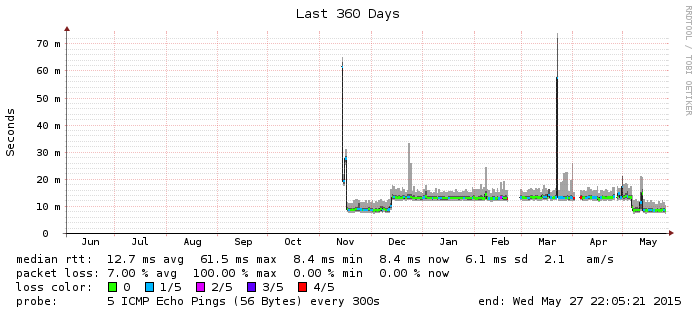 Last 360 Days
RRDTOOL / TOBI OETIKER
Seconds
70 m
60 m
50 m
40 m
30 m
20 m
10 m
0
Jun Jul Aug Sep Oct Nov Dec Jan Feb Mar Apr May
median rtt: 12.7 ms avg 61.5 ms max 8.4 ms min 8.4 ms now 6.1 ms sd 2.1 am/s
packet loss: 7.00 % avg 100.00 % max 0.00 % min 0.00 % now
loss color: 0 1/5 2/5 3/5 4/5
probe: 5 ICMP Echo Pings (56 Bytes) every 300s end: Wed May 27 22:05:21 2015